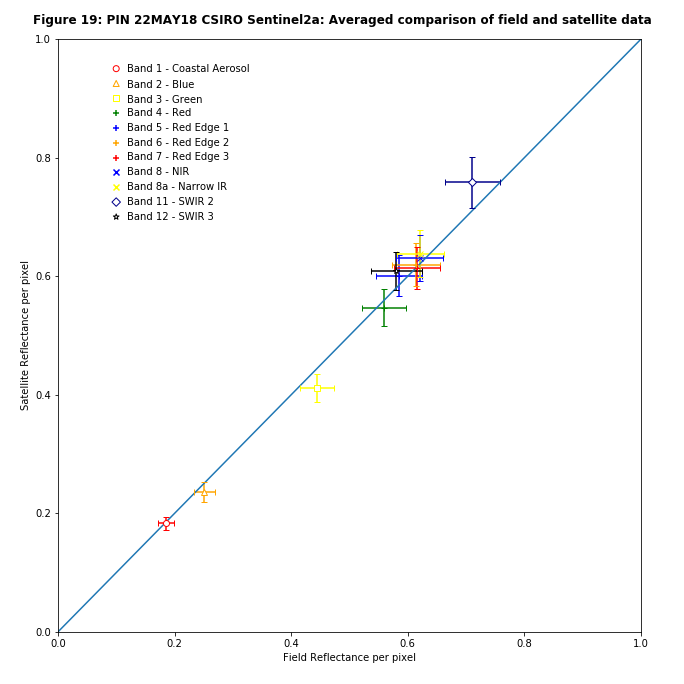 Figure 19: PIN 22MAY18 CSIRO Sentinel2a: Averaged comparison of field and satellite data
1.0
Band 1 - Coastal Aerosol
Band 2 - Blue
Band 3 - Green
Band 4 - Red
Band 5 - Red Edge 1
Band 6 - Red Edge 2
Band 7 - Red Edge 3
Band 8 - NIR
Band 8a - Narrow IR
Band 11 - SWIR 2
Band 12 - SWIR 3
0.8
0.6
0.4
0.2
0.0
Satellite Reflectance per pixel
0.0 0.2 0.4 0.6 0.8 1.0
Field Reflectance per pixel